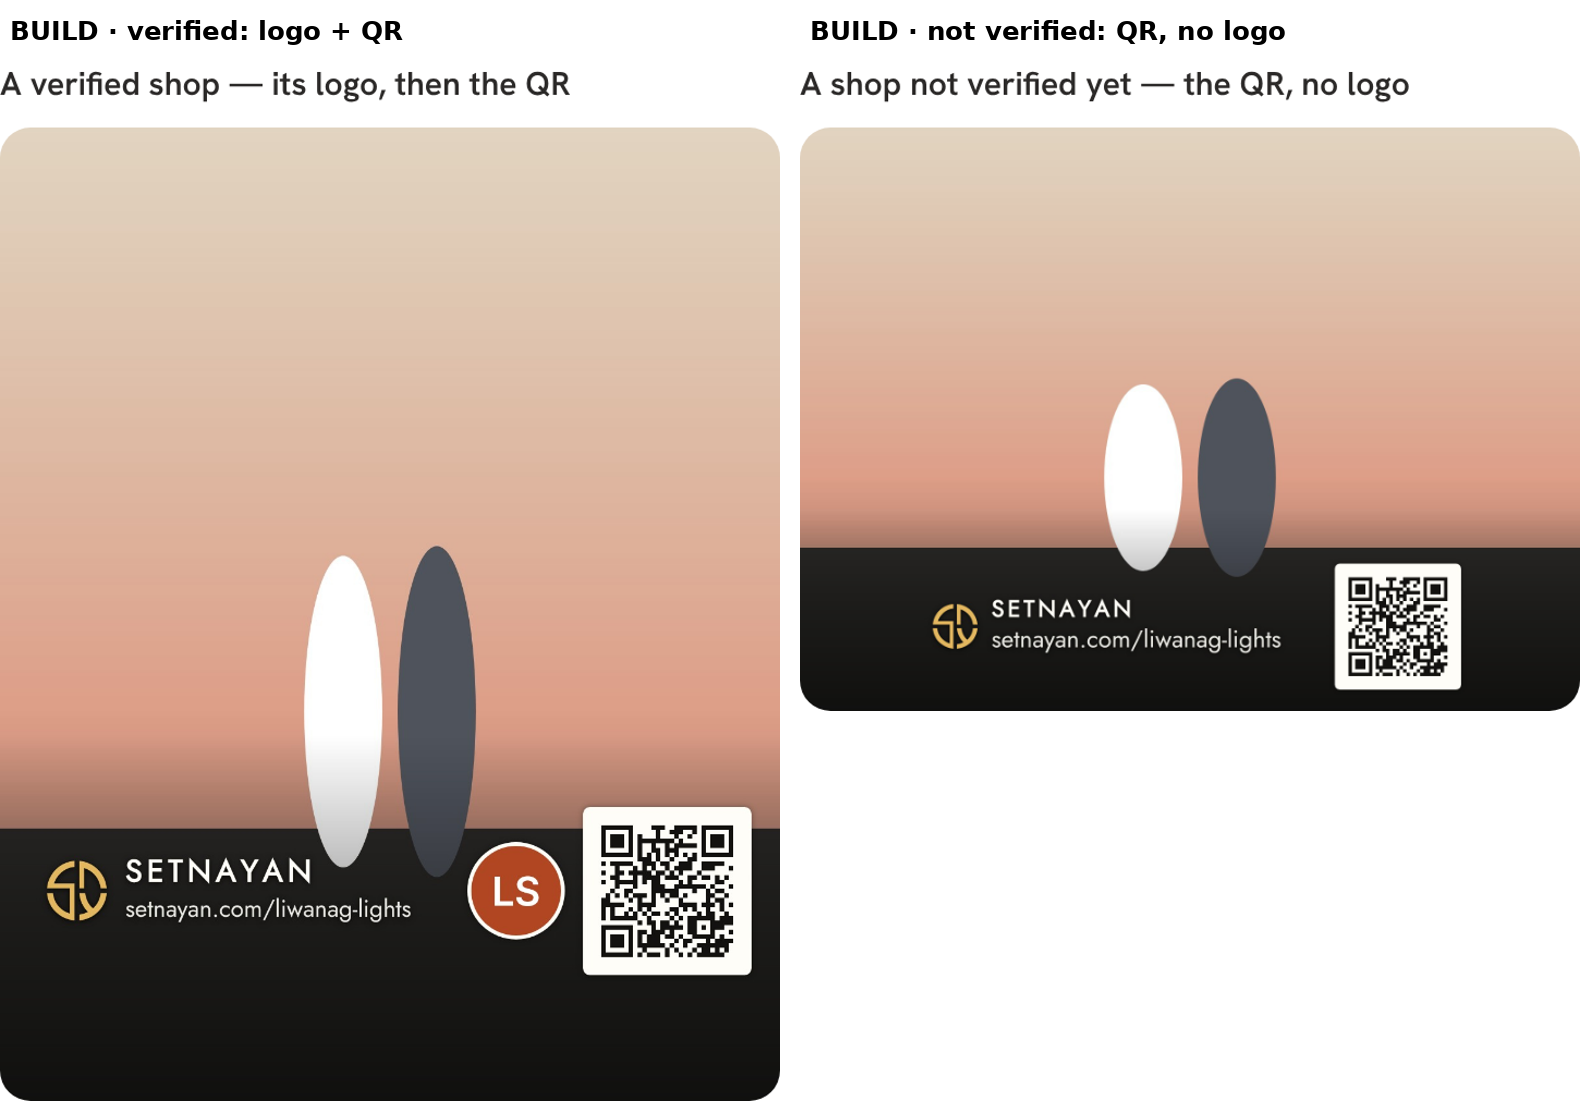 BUILD · verified: logo + QR
A verified shop — its logo, then the QR
SETNAYAN
setnayan.com/liwanag-lights
LS
BUILD · not verified: QR, no logo
A shop not verified yet — the QR, no logo
SETNAYAN
setnayan.com/liwanag-lights